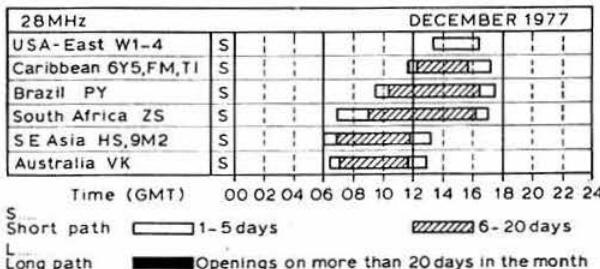 28MHz DECEMBER 1977
USA-East W1-4 S
Caribbean 6Y5,FM,TI S
Brazil PY S
South Africa ZS S
SE Asia HS,9M2 S
Australia VK S
Time (GMT) 00 02 04 06 08 10 12 14 16 18 20 22 24
S
Short path 1-5 days 6-20 days
L
Long path Openings on more than 20 days in the month